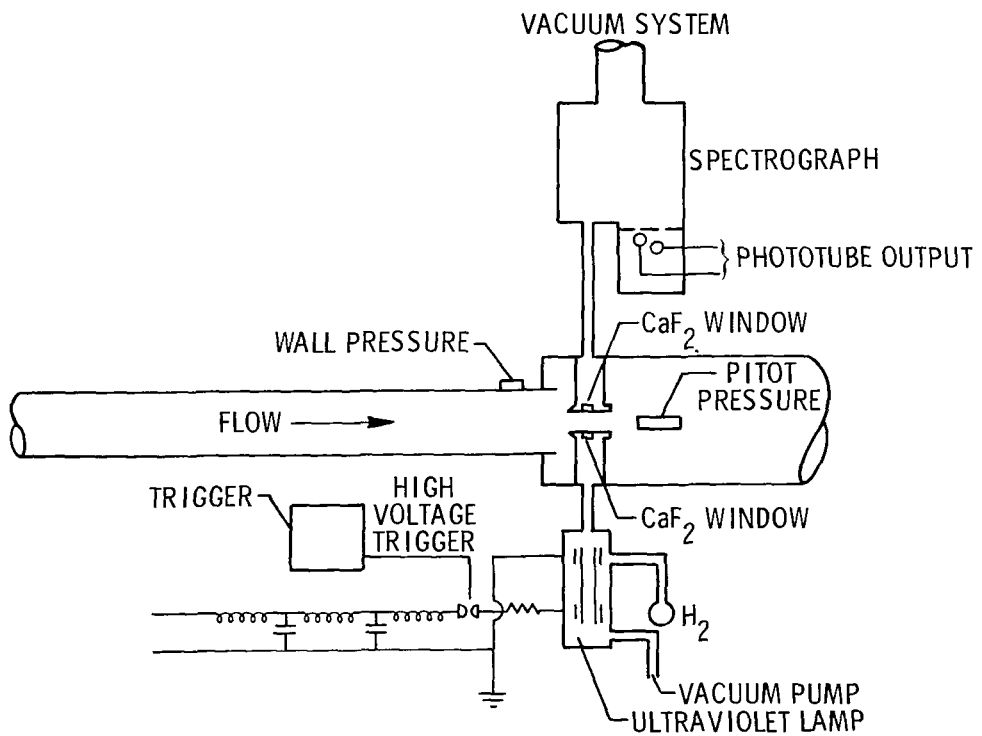 VACUUM SYSTEM
SPECTROGRAPH
PHOTOTUBE OUTPUT
CaF2 WINDOW
WALL PRESSURE
PITOT
PRESSURE
FLOW
TRIGGER
HIGH
VOLTAGE
TRIGGER
CaF2 WINDOW
H2
VACUUM PUMP
ULTRAVIOLET LAMP